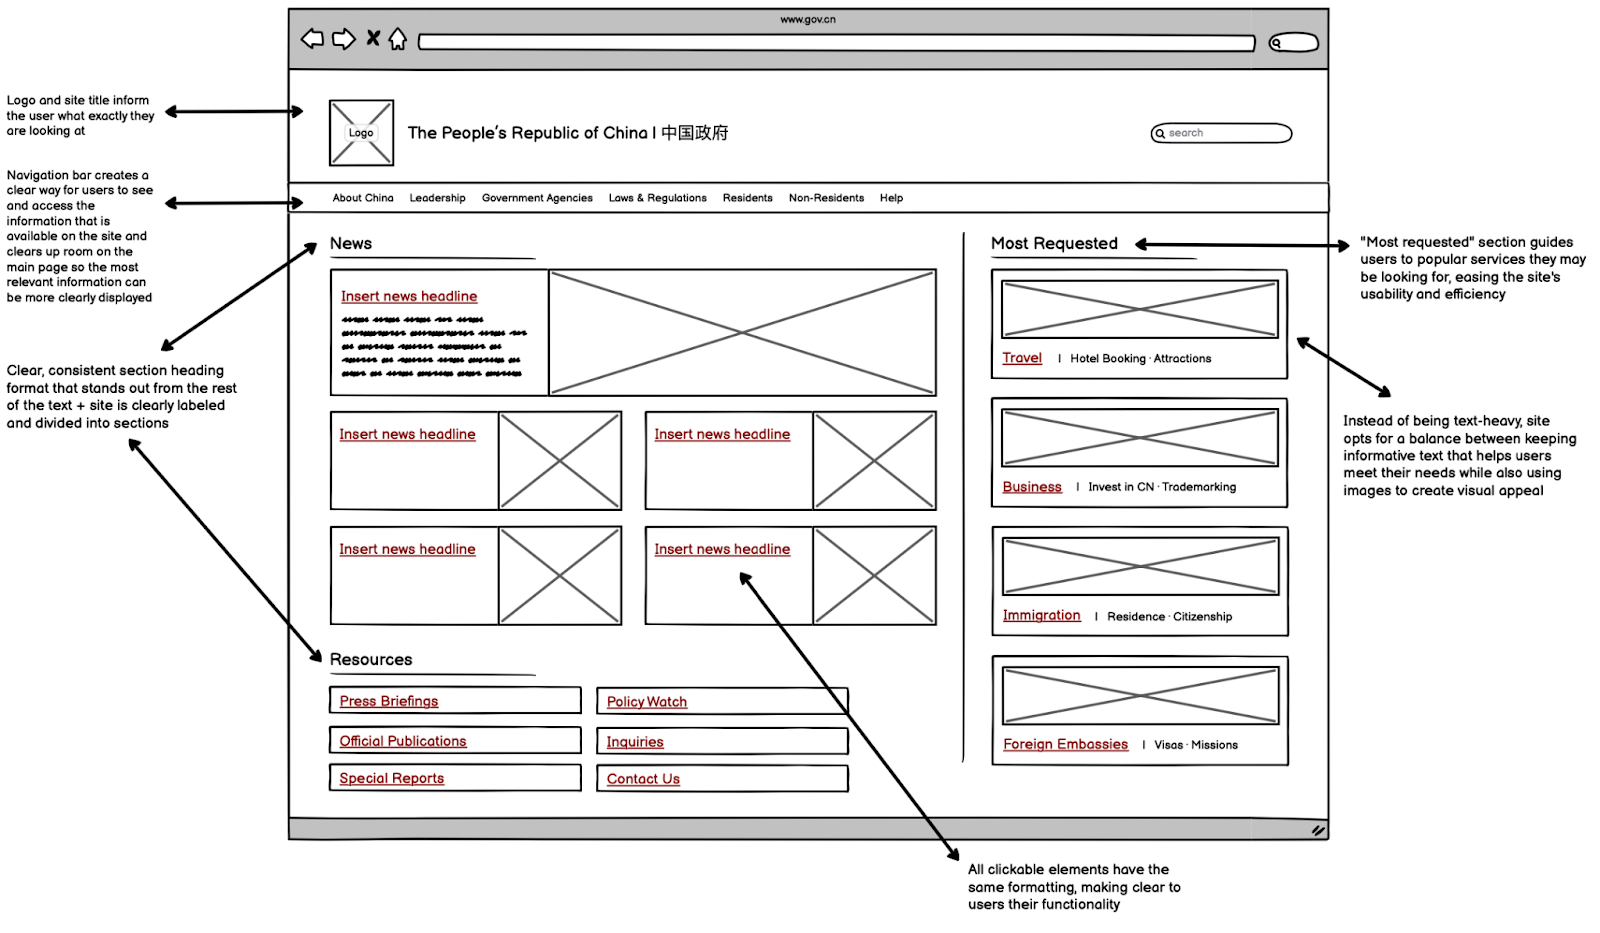 www.gov.cn
Logo and site title inform
the user what exactly they
are looking at
Logo
The People's Republic of China | 中国政府
search
Navigation bar creates a
clear way for users to see
and access the
information that is
available on the site and
clears up room on the
main page so the most
relevant information can
be more clearly displayed
About China Leadership Government Agencies Laws & Regulations Residents Non-Residents Help
News
Most Requested
"Most requested" section guides
users to popular services they may
be looking for, easing the site's
usability and efficiency
Insert news headline
Travel | Hotel Booking · Attractions
Clear, consistent section heading
format that stands out from the rest
of the text + site is clearly labeled
and divided into sections
Insert news headline
Insert news headline
Business | Invest in CN · Trademarking
Instead of being text-heavy, site
opts for a balance between keeping
informative text that helps users
meet their needs while also using
images to create visual appeal
Insert news headline
Insert news headline
Immigration | Residence · Citizenship
Resources
Press Briefings
Policy Watch
Official Publications
Inquiries
Special Reports
Contact Us
Foreign Embassies | Visas · Missions
All clickable elements have the
same formatting, making clear to
users their functionality